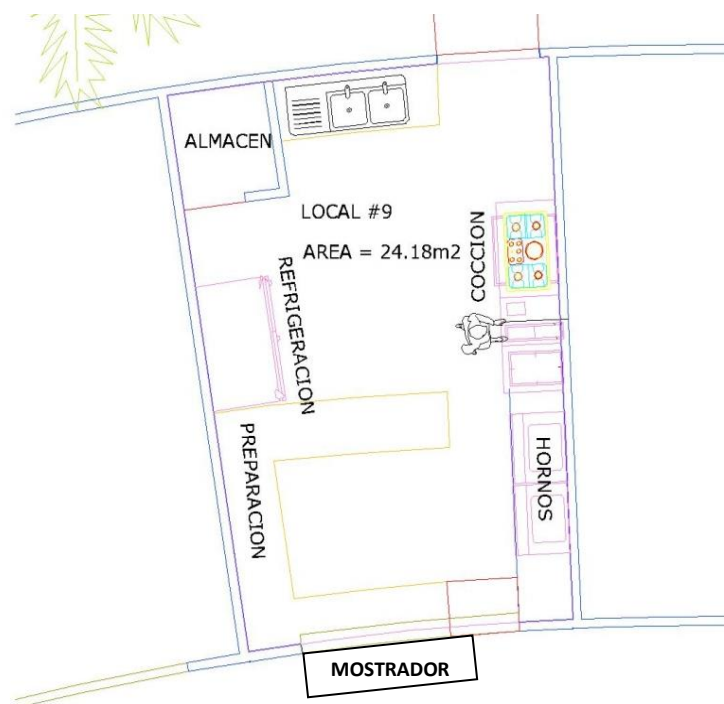 ALMACEN
LOCAL #9
AREA = 24.18m2
COCCION
REFRIGERACION
PREPARACION
HORNOS
MOSTRADOR